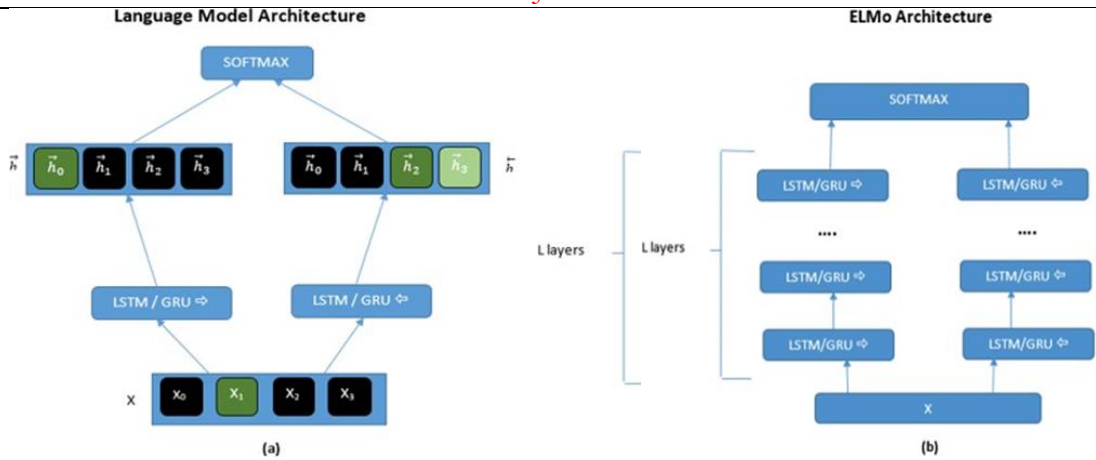 Language Model Architecture
SOFTMAX
h⃗
h⃗₀ h⃗₁ h⃗₂ h⃗₃
h⃗₀ h⃗₁ h⃗₂ h⃗₃
h⃖
LSTM / GRU ⇨
LSTM / GRU ⇦
X
X₀ X₁ X₂ X₃
(a)
ELMo Architecture
SOFTMAX
L layers
L layers
LSTM/GRU ⇨
LSTM/GRU ⇦
....
....
LSTM/GRU ⇨
LSTM/GRU ⇦
LSTM/GRU ⇨
LSTM/GRU ⇦
X
(b)